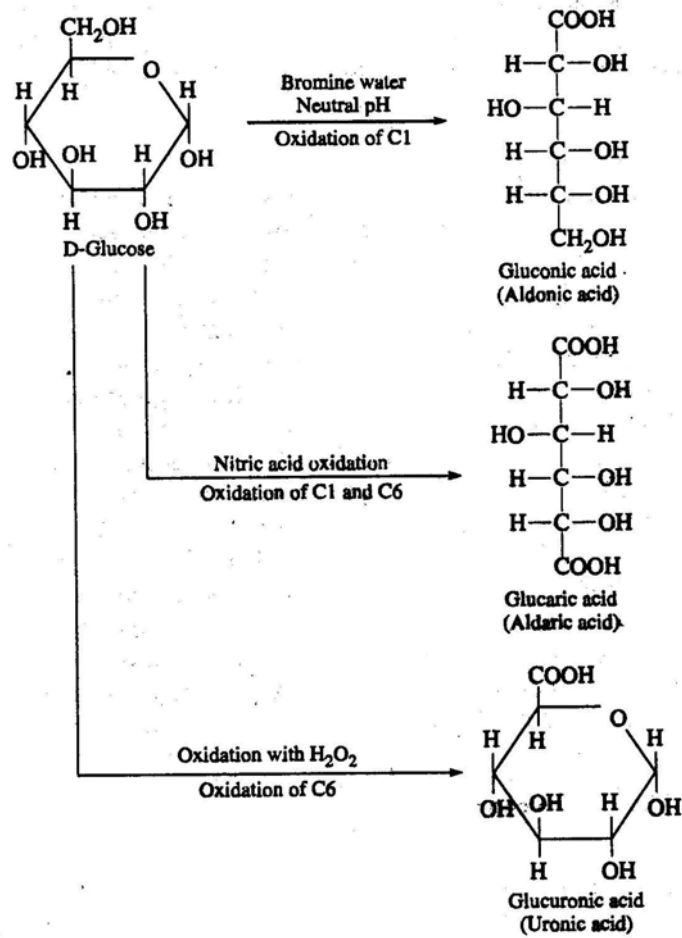 CH₂OH
O
H
H
H
OH
OH
H
OH
H
OH
D-Glucose
Bromine water
Neutral pH
Oxidation of C1
COOH
H–C–OH
HO–C–H
H–C–OH
H–C–OH
CH₂OH
Gluconic acid
(Aldonic acid)
Nitric acid oxidation
Oxidation of C1 and C6
COOH
H–C–OH
HO–C–H
H–C–OH
H–C–OH
COOH
Glucaric acid
(Aldaric acid)
Oxidation with H₂O₂
Oxidation of C6
COOH
O
H
H
H
OH
OH
H
OH
H
OH
Glucuronic acid
(Uronic acid)